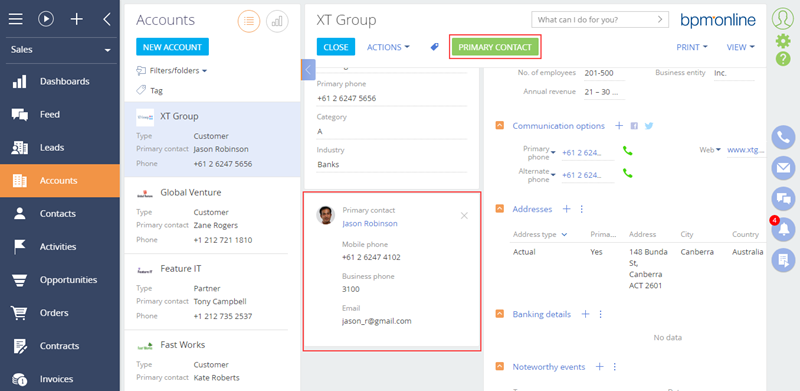 Sales
Dashboards
Feed
Leads
Accounts
Contacts
Activities
Opportunities
Orders
Contracts
Invoices
Accounts
NEW ACCOUNT
Filters/folders
Tag
XT Group
Type Customer
Primary contact Jason Robinson
Phone +61 2 6247 5656
Global Venture
Type Customer
Primary contact Zane Rogers
Phone +1 212 721 1810
Feature IT
Type Partner
Primary contact Tony Campbell
Phone +1 212 735 2537
Fast Works
Type Customer
Primary contact Kate Roberts
XT Group
What can I do for you?
bpm'online
CLOSE ACTIONS PRIMARY CONTACT PRINT VIEW
Primary phone
+61 2 6247 5656
Category
A
Industry
Banks
Primary contact
Jason Robinson
Mobile phone
+61 2 6247 4102
Business phone
3100
Email
jason_r@gmail.com
No. of employees 201-500 Business entity Inc.
Annual revenue 21 – 30 ...
Communication options
Primary phone +61 2 624... Web www.xtg...
Alternate phone +61 2 624...
Addresses
Address type Prima... Address City Country
Actual Yes 148 Bunda Canberra Australia
St,
Canberra
ACT 2601
Banking details
No data
Noteworthy events
4